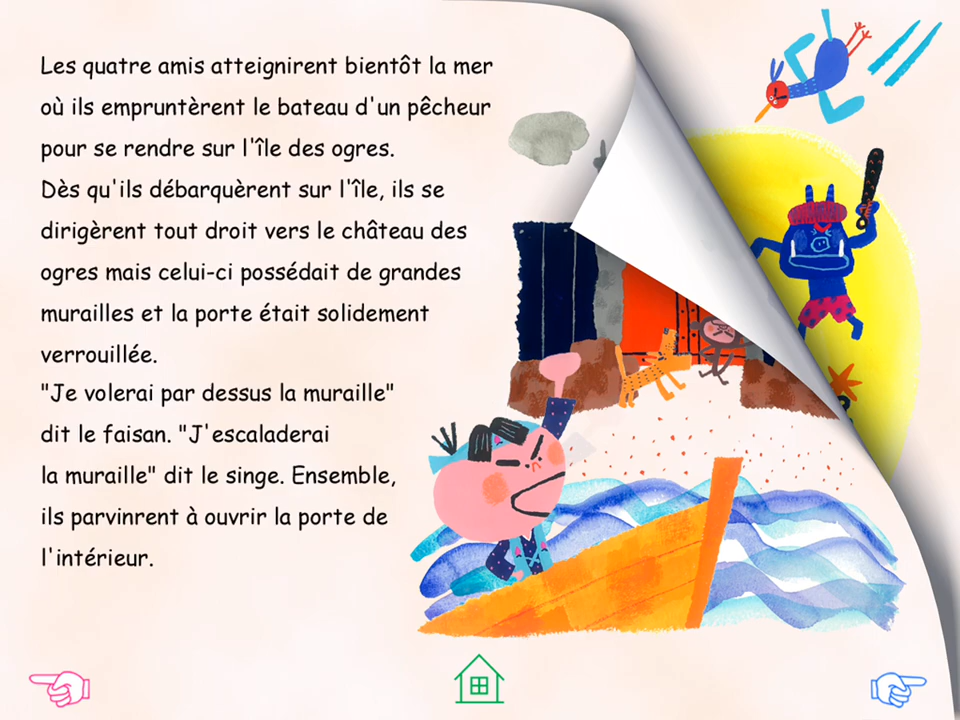 Les quatre amis atteignirent bientôt la mer
où ils empruntèrent le bateau d'un pêcheur
pour se rendre sur l'île des ogres.
Dès qu'ils débarquèrent sur l'île, ils se
dirigèrent tout droit vers le château des
ogres mais celui-ci possédait de grandes
murailles et la porte était solidement
verrouillée.
"Je volerai par dessus la muraille"
dit le faisan. "J'escaladerai
la muraille" dit le singe. Ensemble,
ils parvinrent à ouvrir la porte de
l'intérieur.